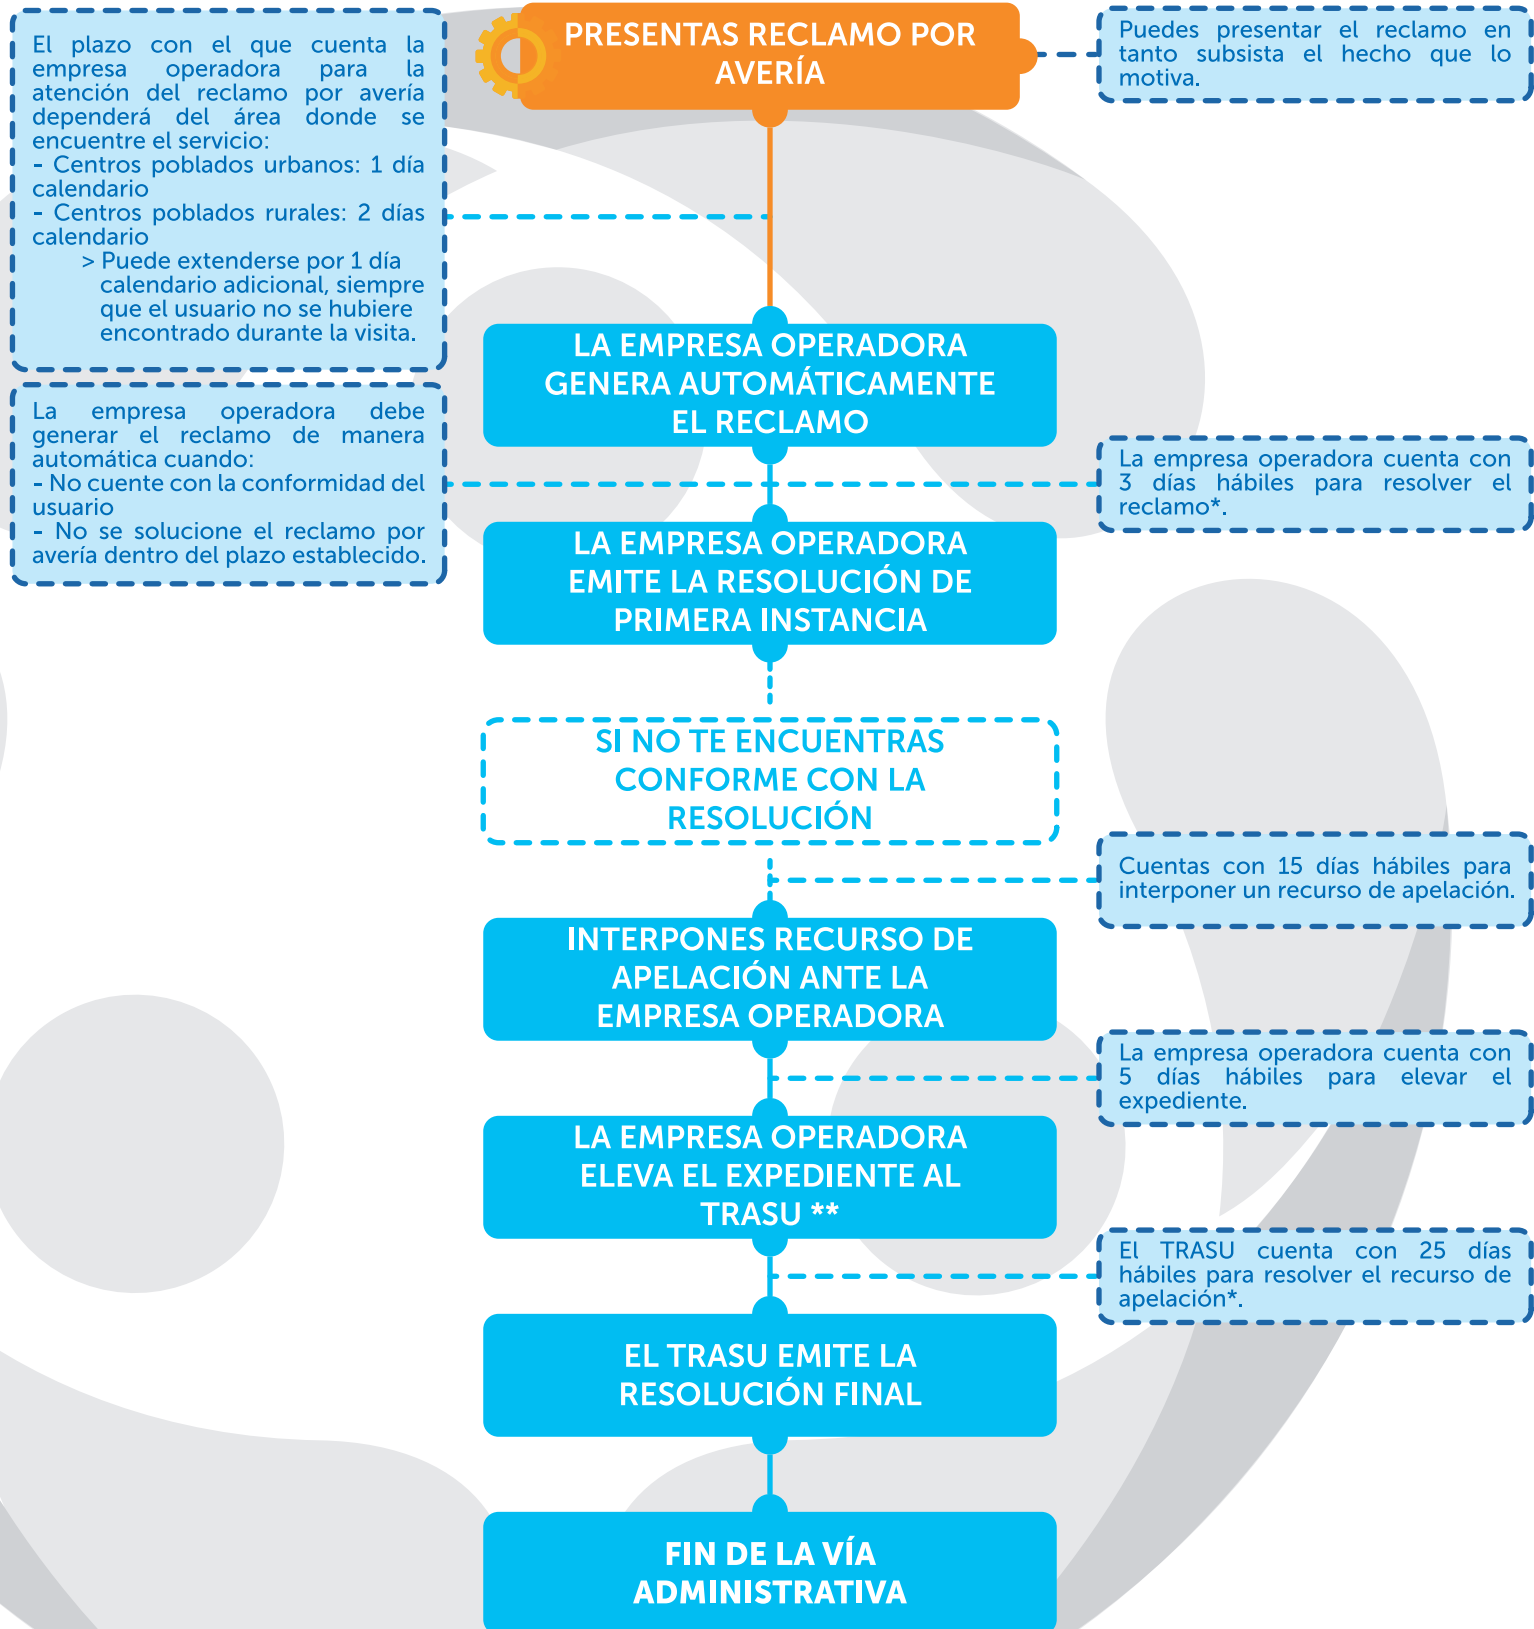 PRESENTAS RECLAMO POR
AVERÍA
Puedes presentar el reclamo en
tanto subsista el hecho que lo
motiva.
El plazo con el que cuenta la
empresa operadora para la
atención del reclamo por avería
dependerá del área donde se
encuentre el servicio:
- Centros poblados urbanos: 1 día
calendario
- Centros poblados rurales: 2 días
calendario
> Puede extenderse por 1 día
calendario adicional, siempre
que el usuario no se hubiere
encontrado durante la visita.
LA EMPRESA OPERADORA
GENERA AUTOMÁTICAMENTE
EL RECLAMO
La empresa operadora debe
generar el reclamo de manera
automática cuando:
- No cuente con la conformidad del
usuario
- No se solucione el reclamo por
avería dentro del plazo establecido.
La empresa operadora cuenta con
3 días hábiles para resolver el
reclamo*.
LA EMPRESA OPERADORA
EMITE LA RESOLUCIÓN DE
PRIMERA INSTANCIA
SI NO TE ENCUENTRAS
CONFORME CON LA
RESOLUCIÓN
Cuentas con 15 días hábiles para
interponer un recurso de apelación.
INTERPONES RECURSO DE
APELACIÓN ANTE LA
EMPRESA OPERADORA
La empresa operadora cuenta con
5 días hábiles para elevar el
expediente.
LA EMPRESA OPERADORA
ELEVA EL EXPEDIENTE AL
TRASU **
El TRASU cuenta con 25 días
hábiles para resolver el recurso de
apelación*.
EL TRASU EMITE LA
RESOLUCIÓN FINAL
FIN DE LA VÍA
ADMINISTRATIVA